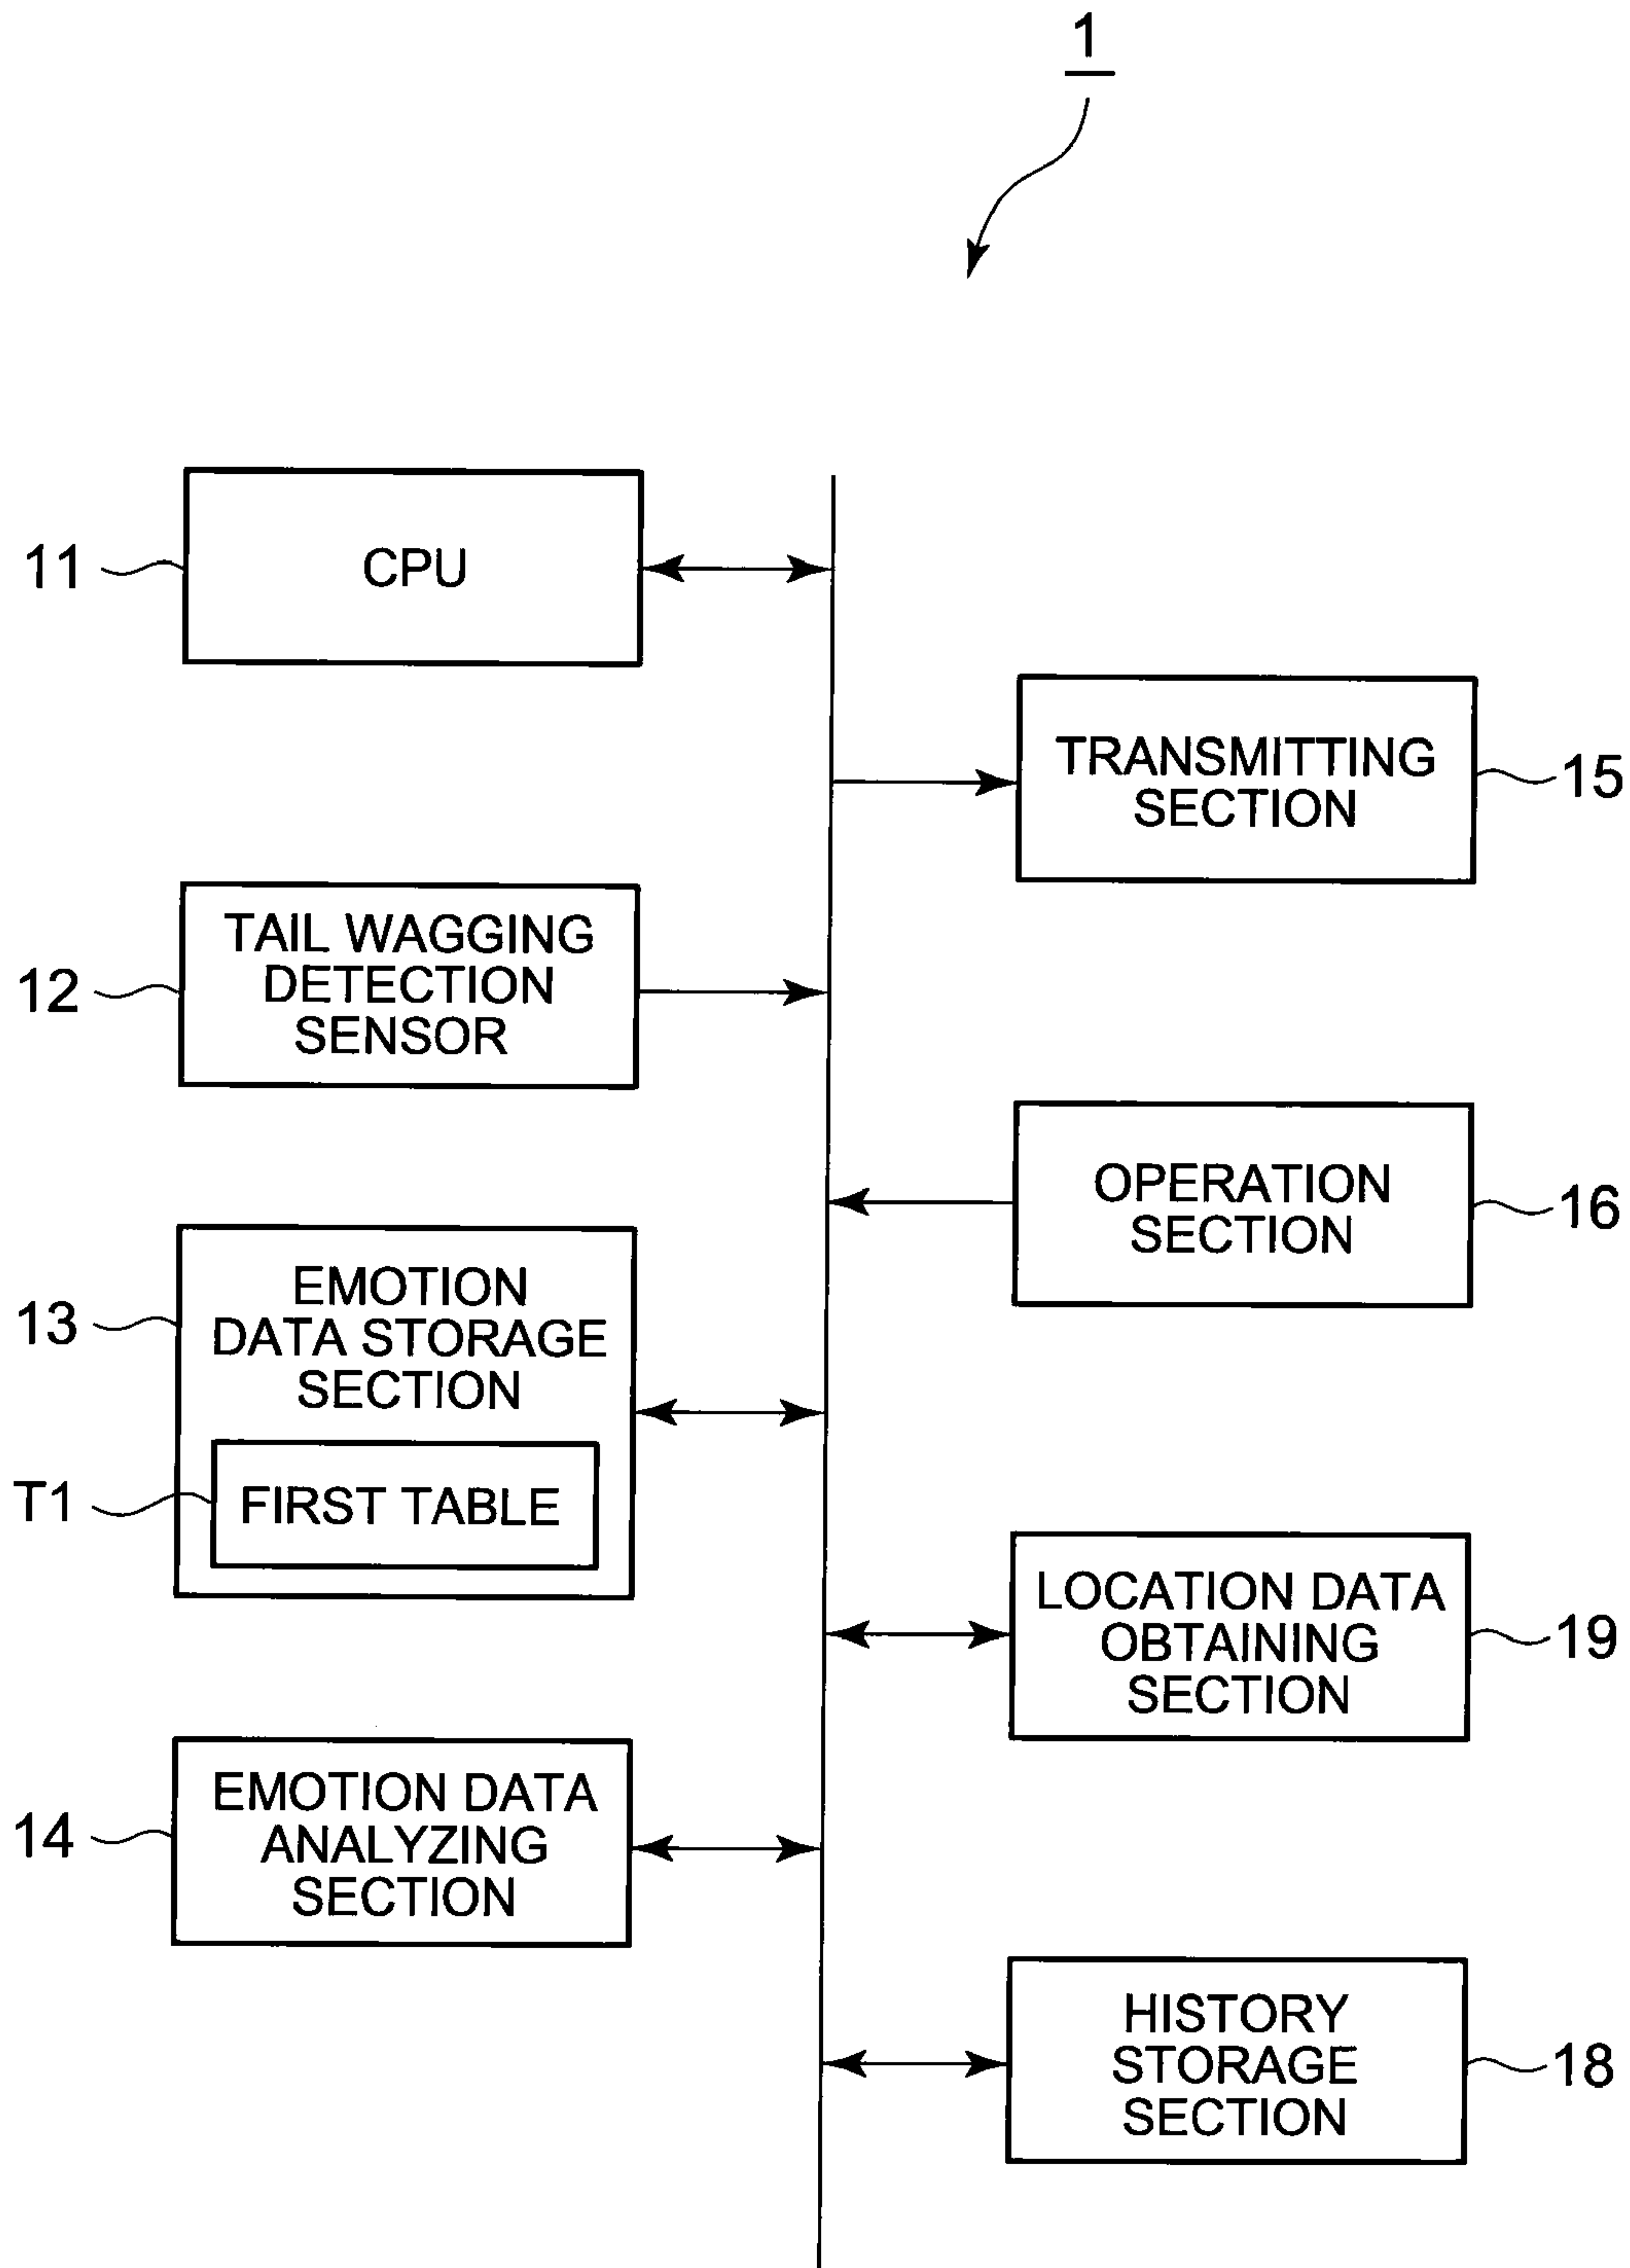 1
11
CPU
TRANSMITTING
SECTION
15
12
TAIL WAGGING
DETECTION
SENSOR
OPERATION
SECTION
16
13
EMOTION
DATA STORAGE
SECTION
T1
FIRST TABLE
LOCATION DATA
OBTAINING
SECTION
19
14
EMOTION DATA
ANALYZING
SECTION
HISTORY
STORAGE
SECTION
18